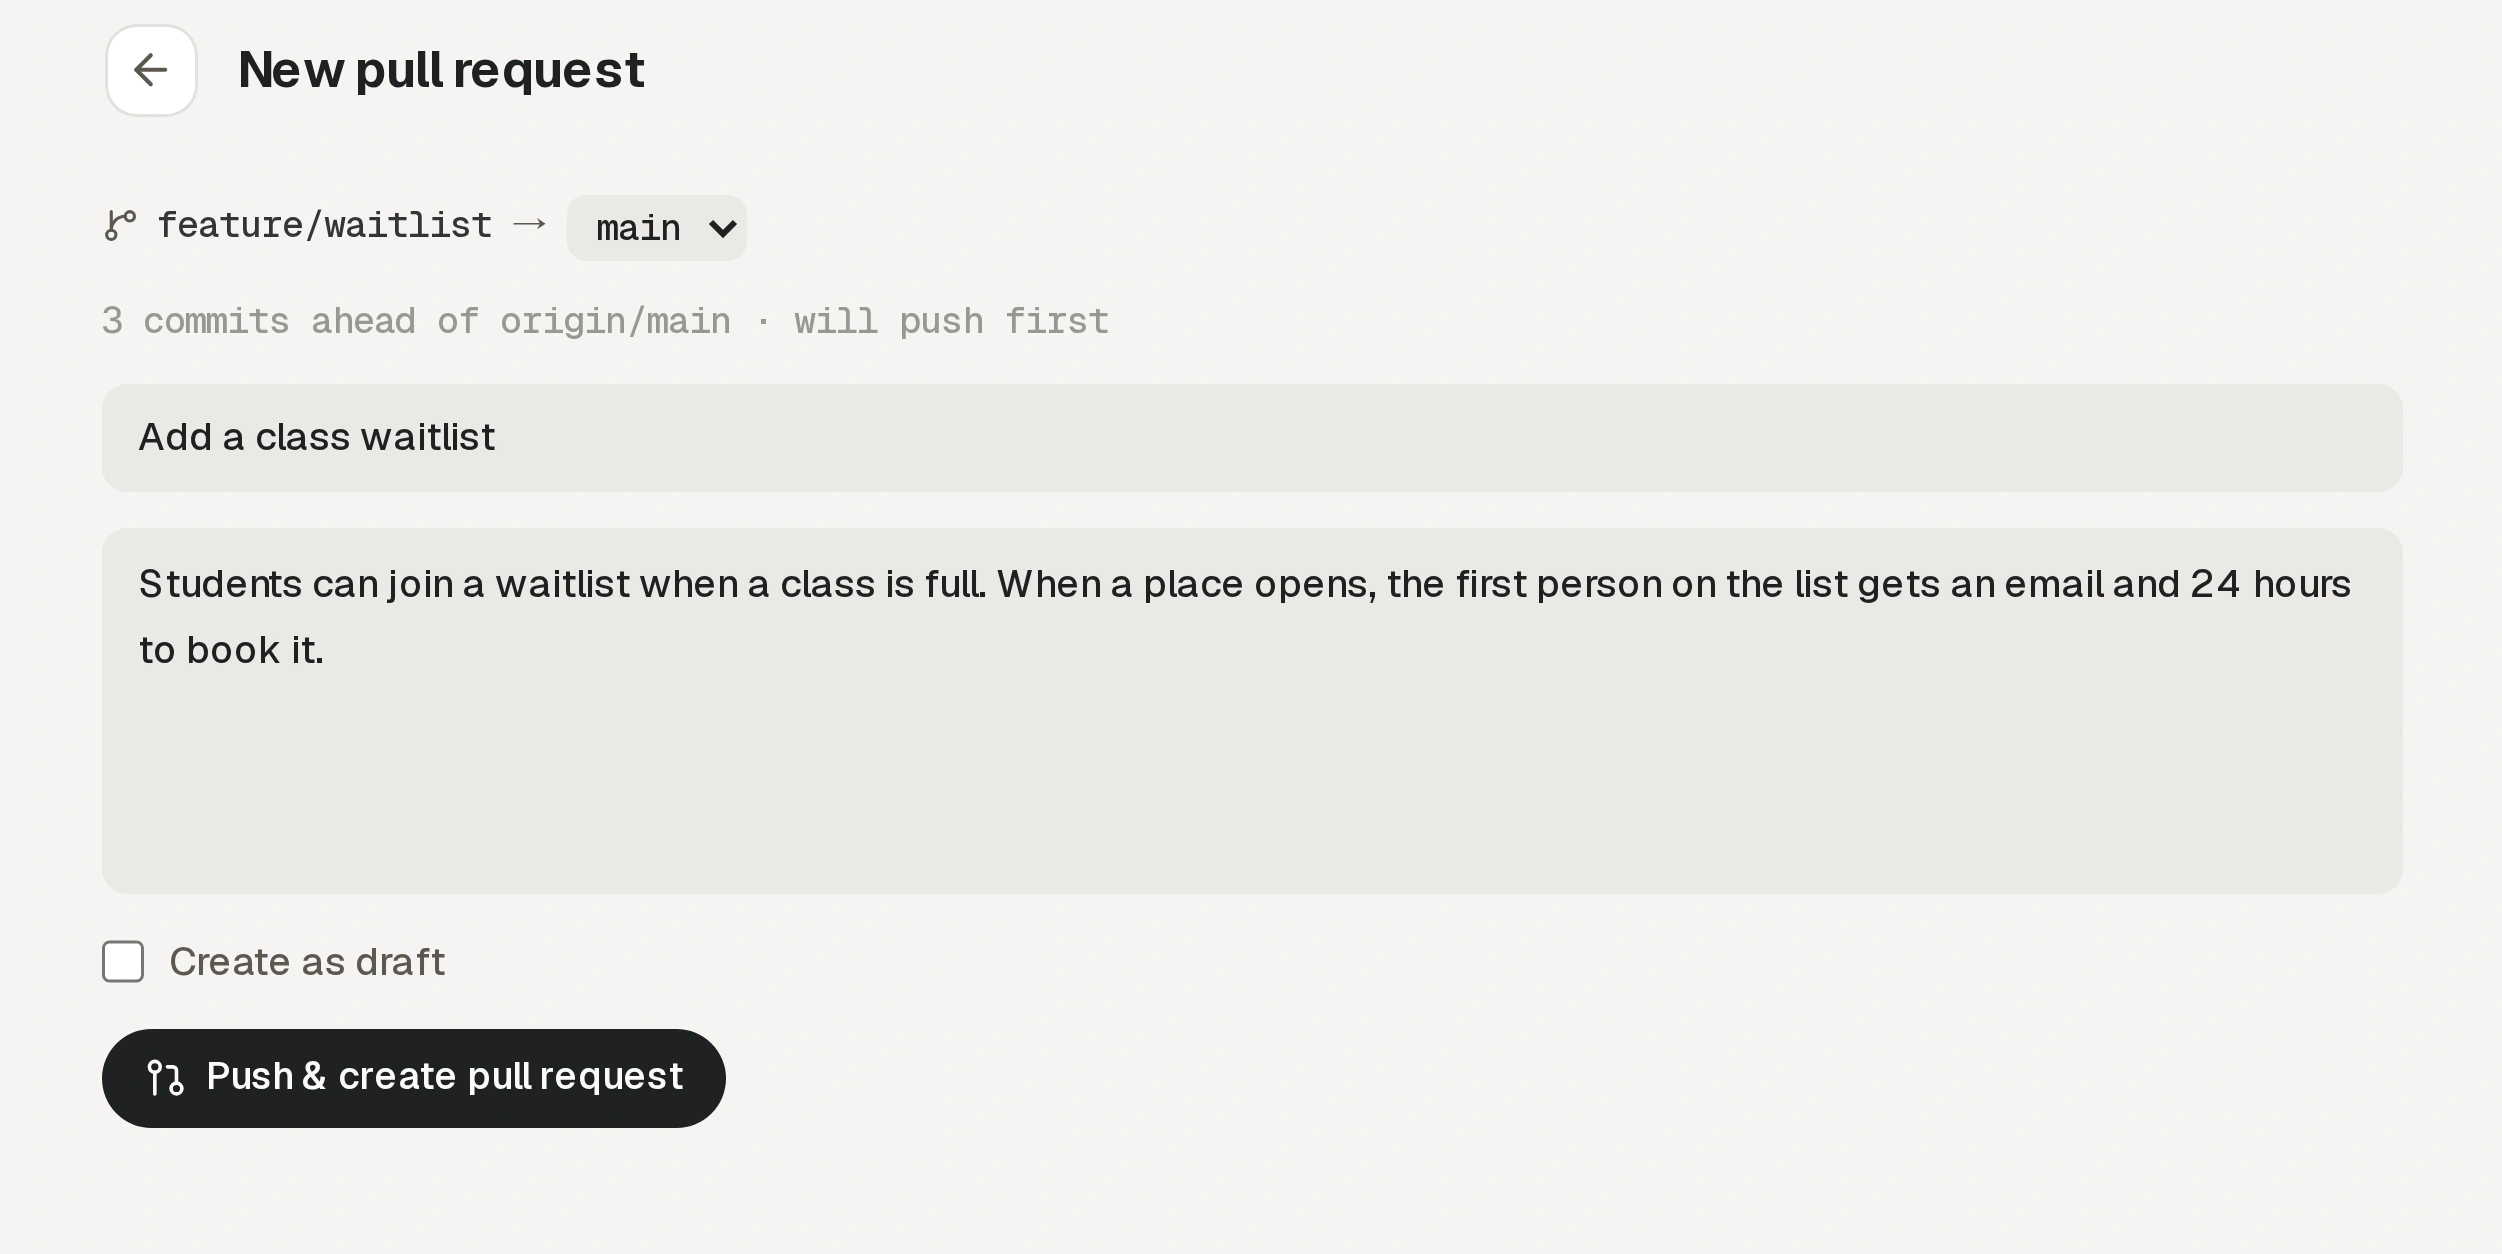 New pull request
feature/waitlist → main
3 commits ahead of origin/main · will push first
Add a class waitlist
Students can join a waitlist when a class is full. When a place opens, the first person on the list gets an email and 24 hours
to book it.
Create as draft
Push & create pull request